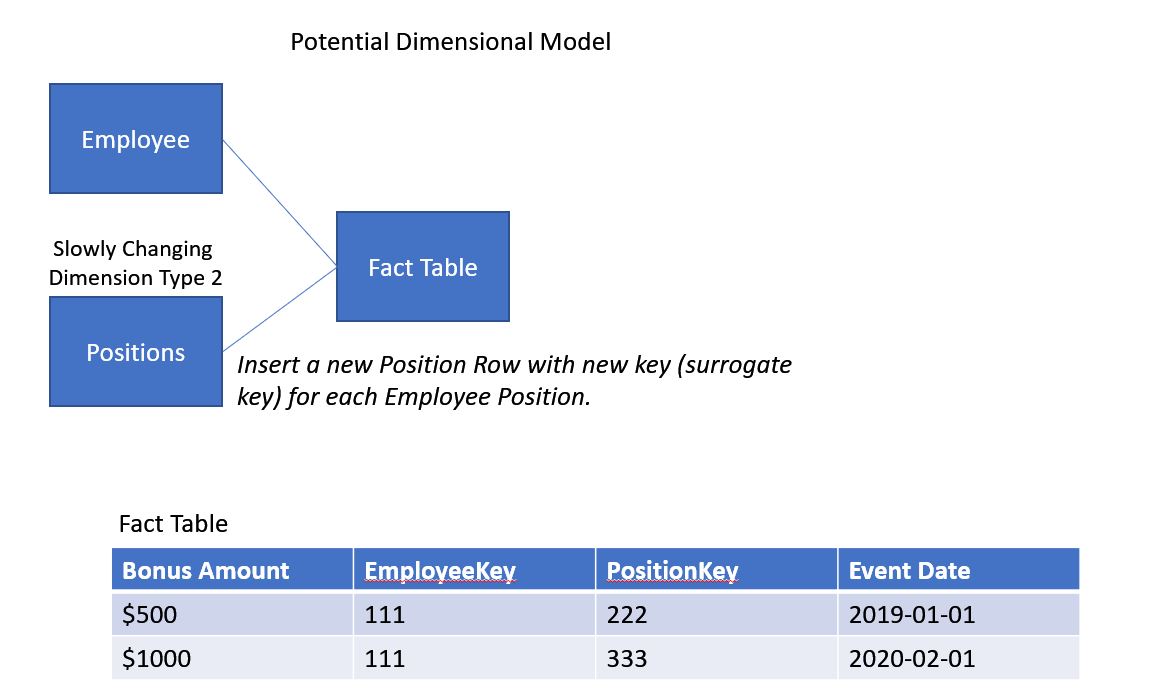 Potential Dimensional Model
Employee
Slowly Changing
Dimension Type 2
Fact Table
Positions
Insert a new Position Row with new key (surrogate
key) for each Employee Position.
Fact Table
Bonus Amount EmployeeKey PositionKey Event Date
$500 111 222 2019-01-01
$1000 111 333 2020-02-01